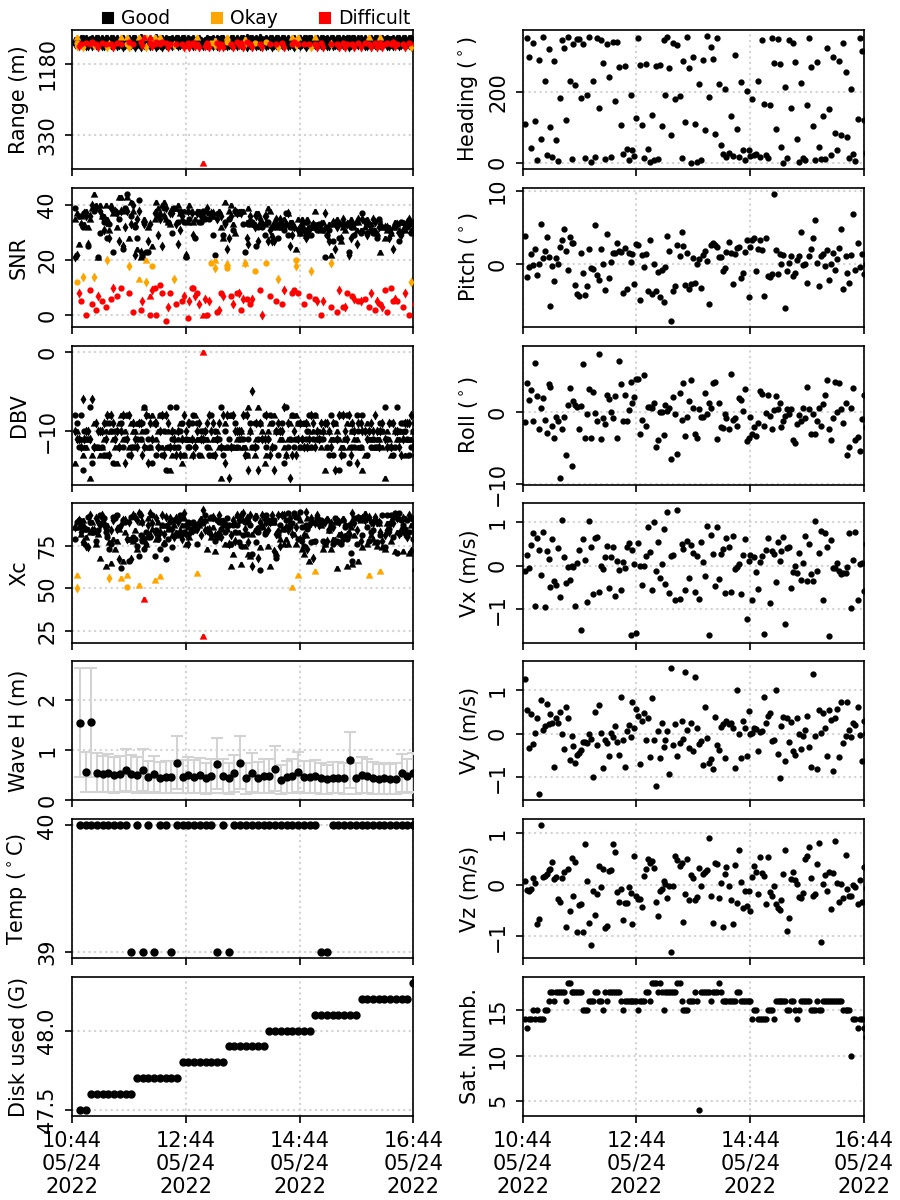 Good Okay Difficult
Range (m)
1180
330
Heading (°)
200
0
SNR
40
20
0
Pitch (°)
10
0
DBV
0
−10
Roll (°)
0
−10
Xc
75
50
25
Vx (m/s)
1
0
−1
Wave H (m)
2
1
0
Vy (m/s)
1
0
−1
Temp (°C)
40
39
Vz (m/s)
1
0
−1
Disk used (G)
48.0
47.5
Sat. Numb.
15
10
5
10:44 12:44 14:44 16:44
05/24 05/24 05/24 05/24
2022 2022 2022 2022
10:44 12:44 14:44 16:44
05/24 05/24 05/24 05/24
2022 2022 2022 2022